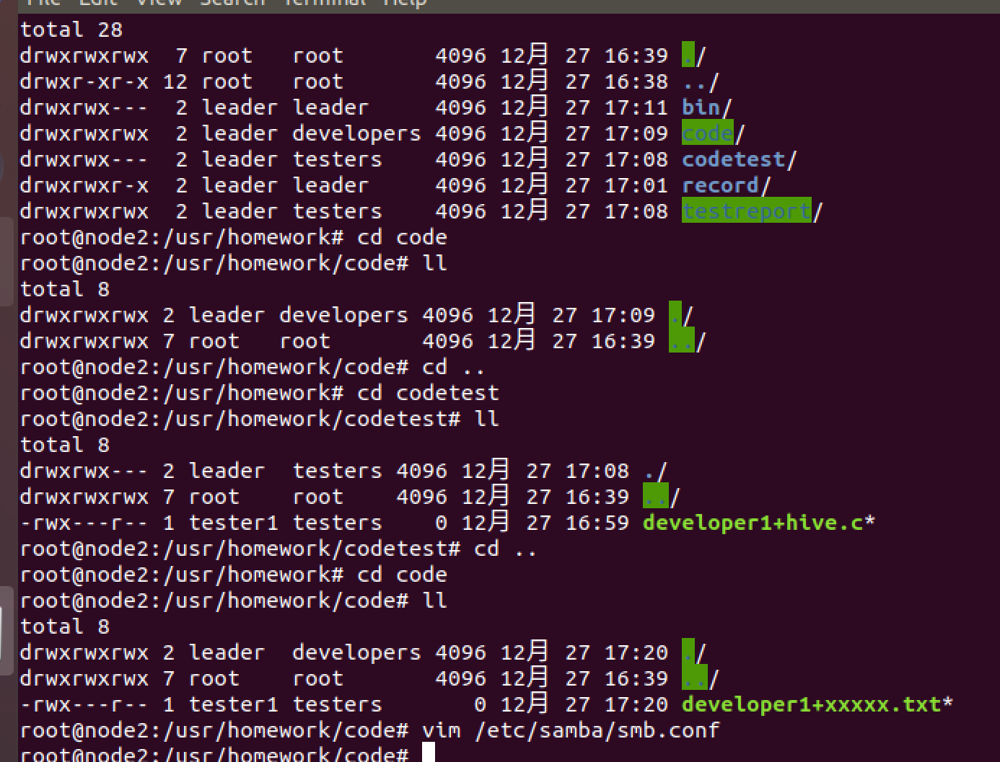 File Edit View Search Terminal Help
total 28
drwxrwxrwx  7 root   root       4096 12月 27 16:39 ./
drwxr-xr-x 12 root   root       4096 12月 27 16:38 ../
drwxrwx---  2 leader leader     4096 12月 27 17:11 bin/
drwxrwxrwx  2 leader developers 4096 12月 27 17:09 code/
drwxrwx---  2 leader testers    4096 12月 27 17:08 codetest/
drwxrwxr-x  2 leader leader     4096 12月 27 17:01 record/
drwxrwxrwx  2 leader testers    4096 12月 27 17:08 testreport/
root@node2:/usr/homework# cd code
root@node2:/usr/homework/code# ll
total 8
drwxrwxrwx 2 leader developers 4096 12月 27 17:09 ./
drwxrwxrwx 7 root   root       4096 12月 27 16:39 ../
root@node2:/usr/homework/code# cd ..
root@node2:/usr/homework# cd codetest
root@node2:/usr/homework/codetest# ll
total 8
drwxrwx--- 2 leader  testers 4096 12月 27 17:08 ./
drwxrwxrwx 7 root    root    4096 12月 27 16:39 ../
-rwx---r-- 1 tester1 testers    0 12月 27 16:59 developer1+hive.c*
root@node2:/usr/homework/codetest# cd ..
root@node2:/usr/homework# cd code
root@node2:/usr/homework/code# ll
total 8
drwxrwxrwx 2 leader  developers 4096 12月 27 17:20 ./
drwxrwxrwx 7 root    root       4096 12月 27 16:39 ../
-rwx---r-- 1 tester1 testers       0 12月 27 17:20 developer1+xxxxx.txt*
root@node2:/usr/homework/code# vim /etc/samba/smb.conf
root@node2:/usr/homework/code#